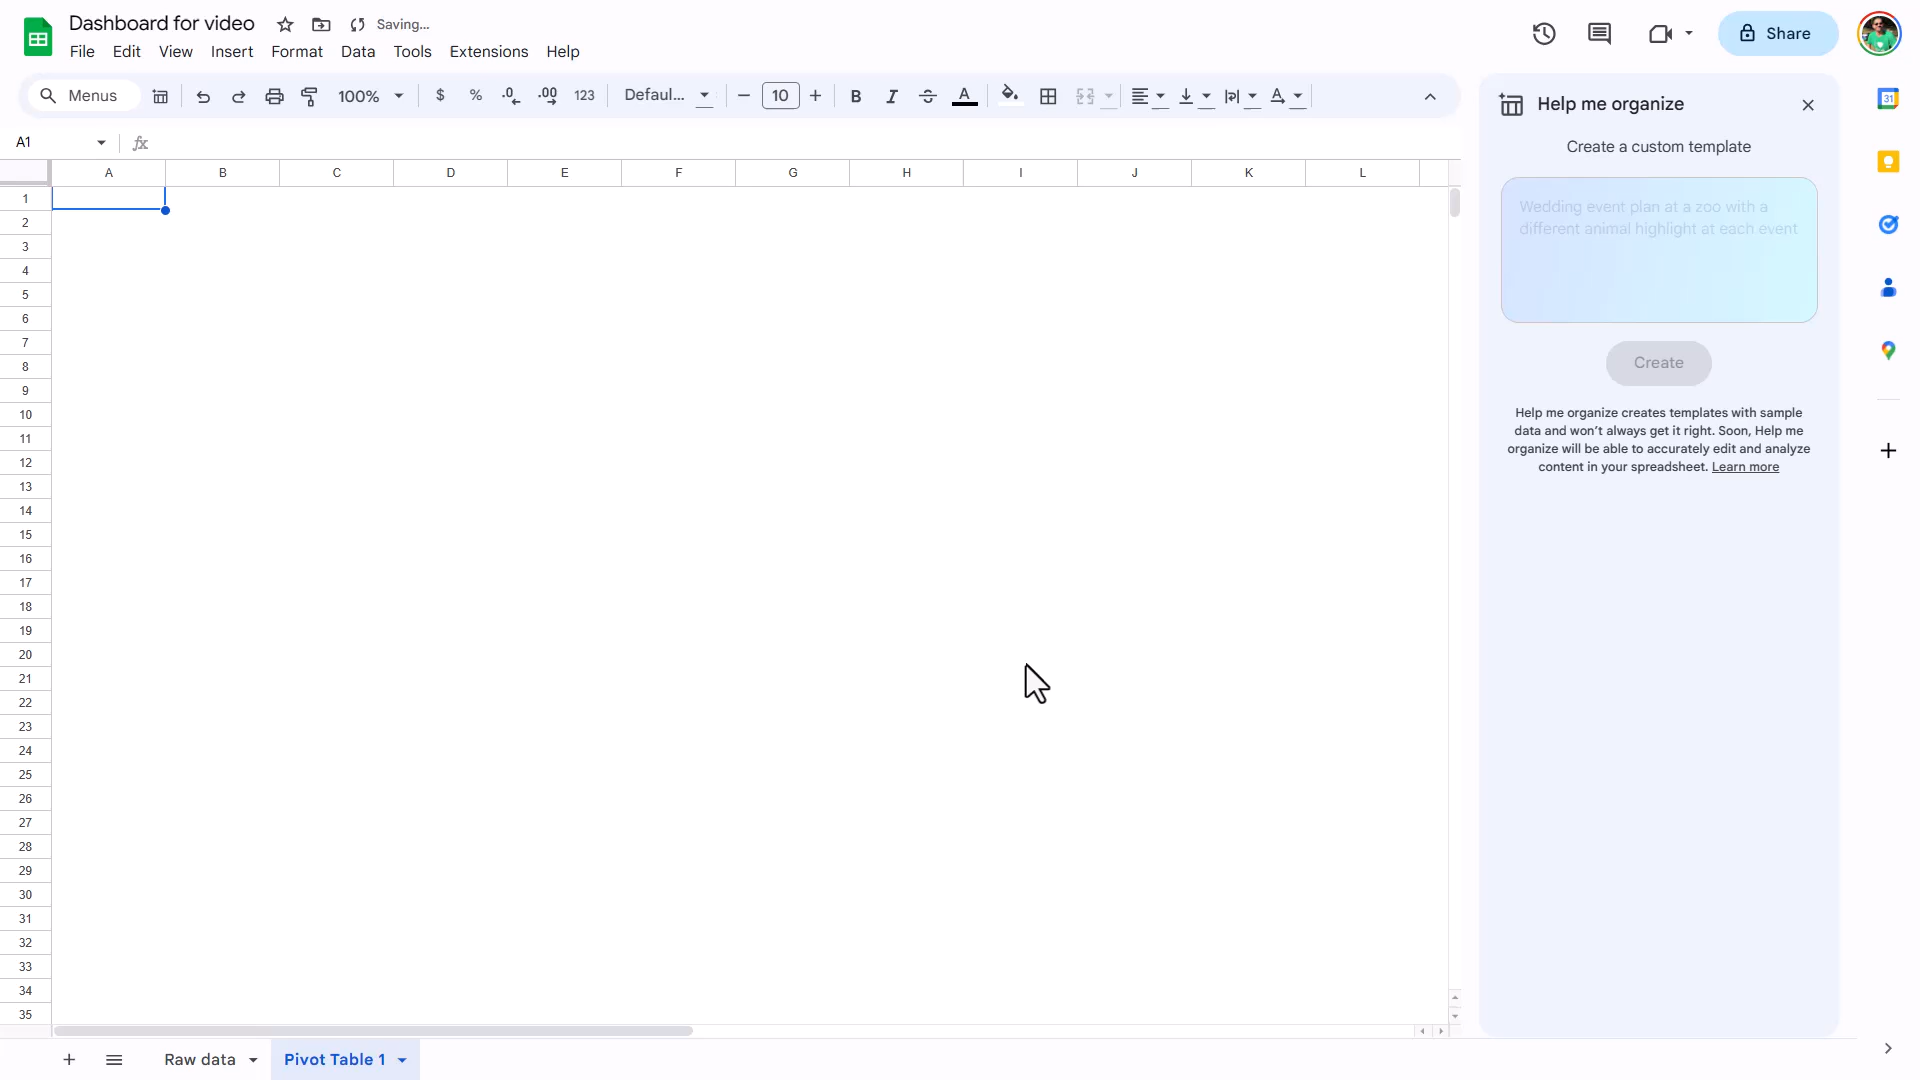 Dashboard for video
Saving...
File Edit View Insert Format Data Tools Extensions Help
Share
Menus
100%
$ % .0 .00 123
Defaul...
10
B I A
A1
fx
A B C D E F G H I J K L
1
2
3
4
5
6
7
8
9
10
11
12
13
14
15
16
17
18
19
20
21
22
23
24
25
26
27
28
29
30
31
32
33
34
35
Raw data
Pivot Table 1
Help me organize
Create a custom template
Wedding event plan at a zoo with a
different animal highlight at each event
Create
Help me organize creates templates with sample
data and won't always get it right. Soon, Help me
organize will be able to accurately edit and analyze
content in your spreadsheet. Learn more
31